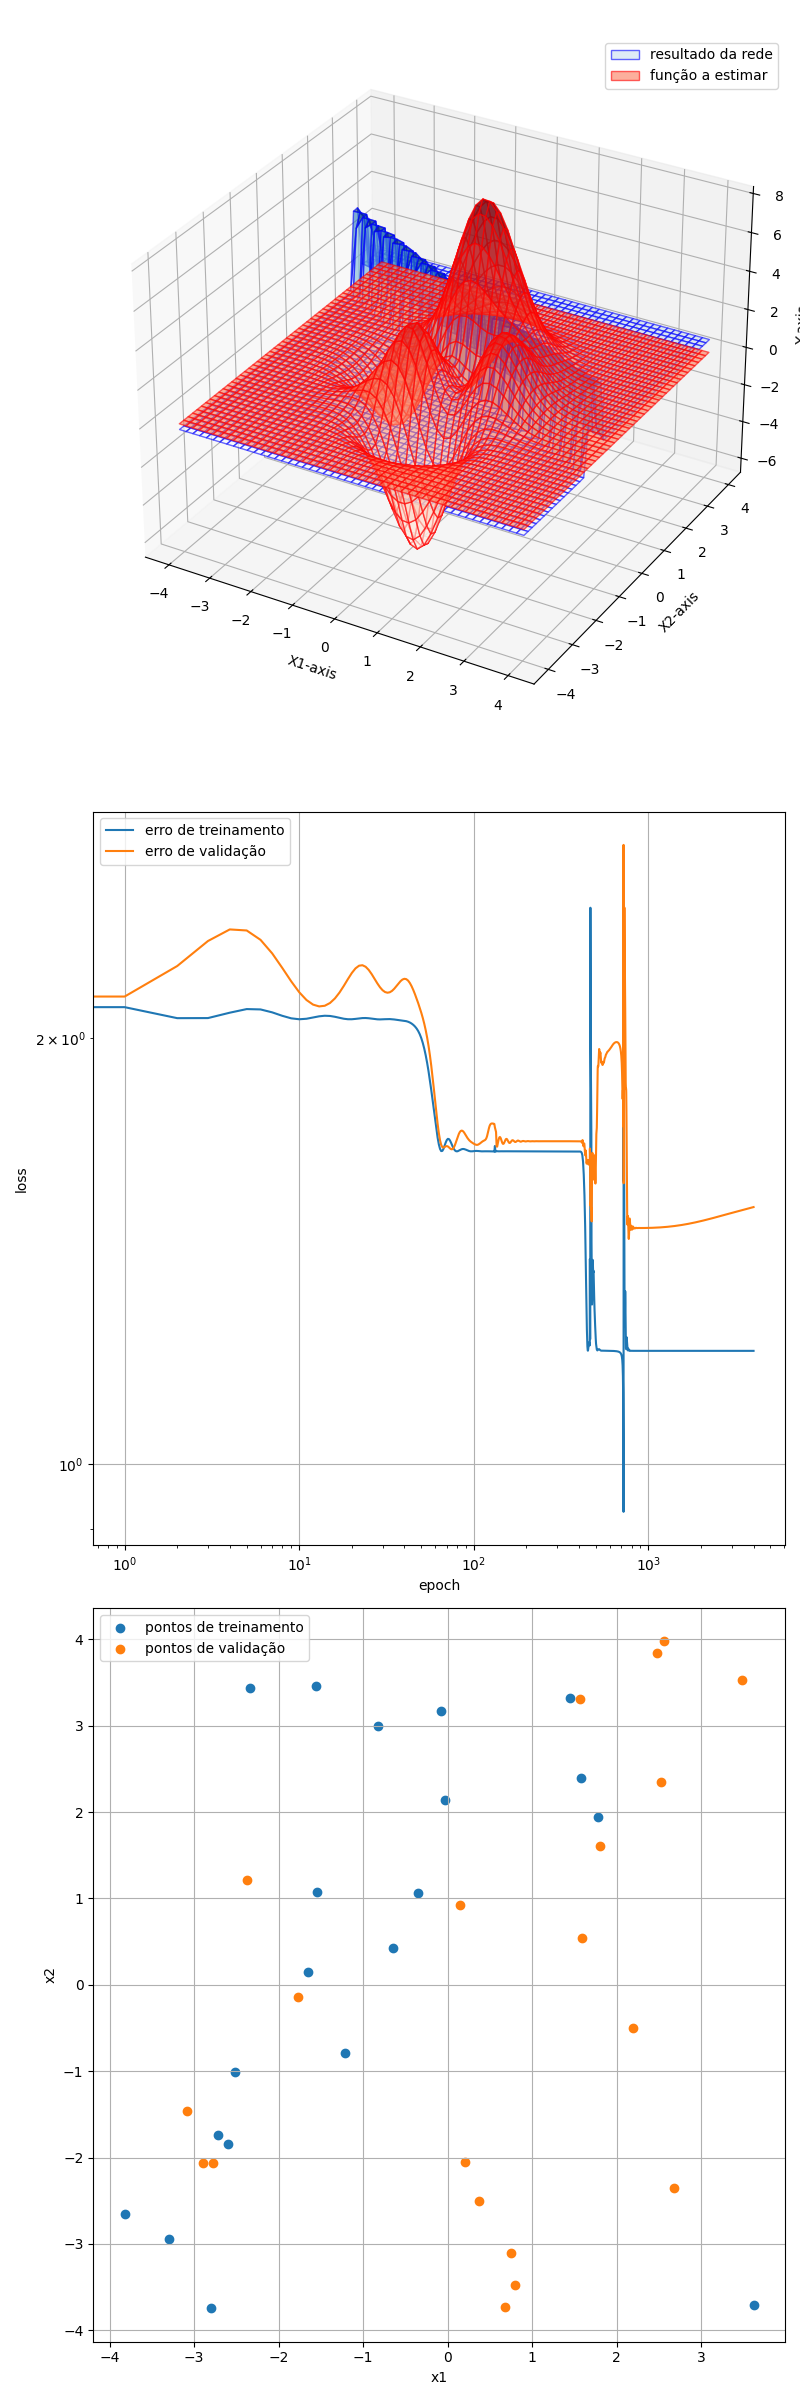 resultado da rede
função a estimar
8
6
4
2
0
−2
−4
−6
−4
−3
−2
−1
0
1
2
3
4
X1-axis
−4
−3
−2
−1
0
1
2
3
4
X2-axis
erro de treinamento
erro de validação
2 × 10⁰
10⁰
loss
10⁰ 10¹ 10² 10³
epoch
pontos de treinamento
pontos de validação
4
3
2
1
0
−1
−2
−3
−4
x2
−4 −3 −2 −1 0 1 2 3
x1